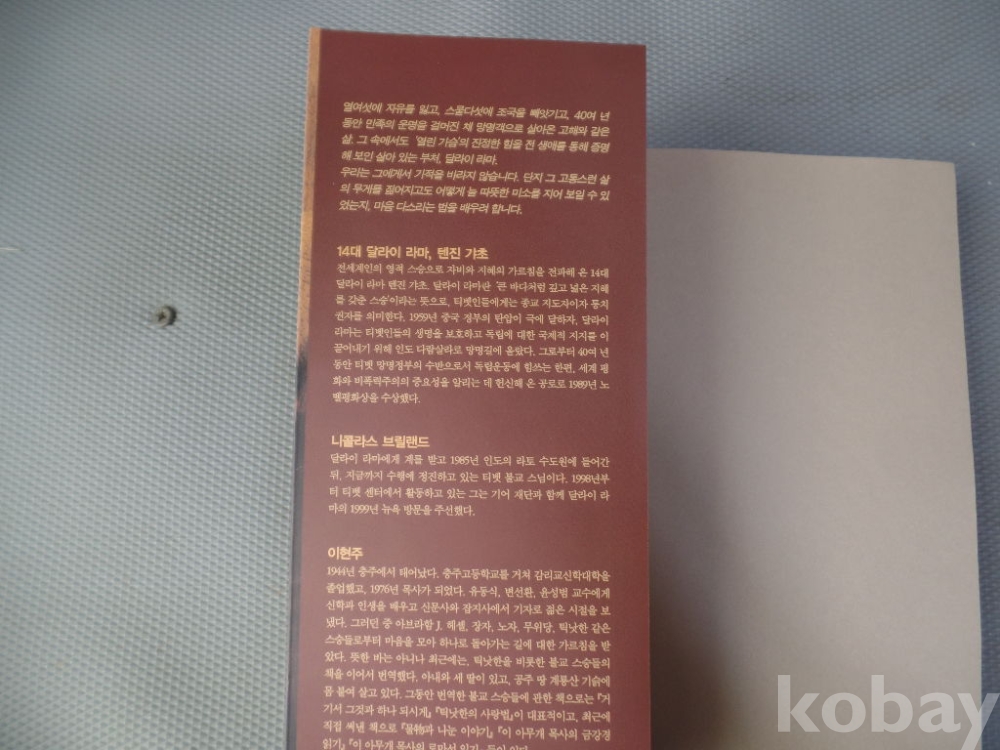 열여섯에 자유를 잃고, 스물다섯에 조국을 빼앗기고, 40여 년
동안 민족의 운명을 걸머진 채 망명객으로 살아온 고해와 같은
삶. 그 속에서도 '열린 가슴'의 진정한 힘을 전 생애를 통해 증명
해 보인 살아 있는 부처, 달라이 라마.
우리는 그에게서 기적을 바라지 않습니다. 단지 그 고통스런 삶
의 무게를 짊어지고도 어떻게 늘 따뜻한 미소를 지어 보일 수 있
었는지, 마음 다스리는 법을 배우려 합니다.
14대 달라이 라마, 텐진 갸초
전세계인의 영적 스승으로 자비와 지혜의 가르침을 전파해 온 14대
달라이 라마 텐진 갸초. 달라이 라마란 '큰 바다처럼 깊고 넓은 지혜
를 갖춘 스승'이라는 뜻으로, 티벳인들에게는 종교 지도자이자 통치
권자를 의미한다. 1959년 중국 정부의 탄압이 극에 달하자, 달라이
라마는 티벳인들의 생명을 보호하고 독립에 대한 국제적 지지를 이
끌어내기 위해 인도 다람살라로 망명길에 올랐다. 그로부터 40여 년
동안 티벳 망명정부의 수반으로서 독립운동에 힘쓰는 한편, 세계 평
화와 비폭력주의의 중요성을 알리는 데 헌신해 온 공로로 1989년 노
벨평화상을 수상했다.
니콜라스 브릴랜드
달라이 라마에게 계를 받고 1985년 인도의 라토 수도원에 들어간
뒤, 지금까지 수행에 정진하고 있는 티벳 불교 스님이다. 1998년부
터 티벳 센터에서 활동하고 있는 그는 기어 재단과 함께 달라이 라
마의 1999년 뉴욕 방문을 주선했다.
이현주
1944년 충주에서 태어났다. 충주고등학교를 거쳐 감리교신학대학을
졸업했고, 1976년 목사가 되었다. 유동식, 변선환, 윤성범 교수에게
신학과 인생을 배우고 신문사와 잡지사에서 기자로 젊은 시절을 보
냈다. 그러던 중 아브라함 J. 헤셸, 장자, 노자, 무위당, 틱낫한 같은
스승들로부터 마음을 모아 하나로 돌아가는 길에 대한 가르침을 받
았다. 뜻한 바는 아니나 최근에는, 틱낫한을 비롯한 불교 스승들의
책을 이어서 번역했다. 아내와 세 딸이 있고, 공주 땅 계룡산 기슭에
몸 붙여 살고 있다. 그동안 번역한 불교 스승들에 관한 책으로는 『거
기서 그것과 하나 되시게』 『틱낫한의 사랑법』이 대표적이고, 최근에
직접 써낸 책으로 『물物과 나눈 이야기』 『이 아무개 목사의 금강경
읽기』 『이 아무개 목사의 로마서 읽기』 등이 있다.
kobay